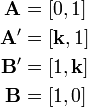 A = [0, 1]
A′ = [k, 1]
B′ = [1, k]
B = [1, 0]